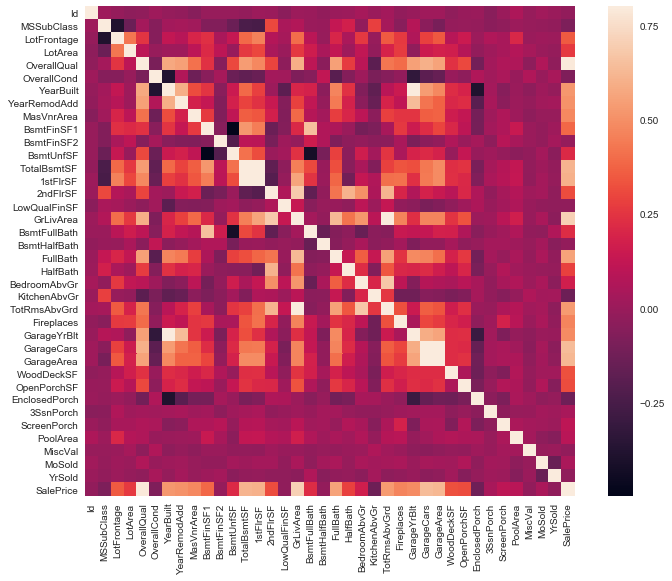 Id
MSSubClass
LotFrontage
LotArea
OverallQual
OverallCond
YearBuilt
YearRemodAdd
MasVnrArea
BsmtFinSF1
BsmtFinSF2
BsmtUnfSF
TotalBsmtSF
1stFlrSF
2ndFlrSF
LowQualFinSF
GrLivArea
BsmtFullBath
BsmtHalfBath
FullBath
HalfBath
BedroomAbvGr
KitchenAbvGr
TotRmsAbvGrd
Fireplaces
GarageYrBlt
GarageCars
GarageArea
WoodDeckSF
OpenPorchSF
EnclosedPorch
3SsnPorch
ScreenPorch
PoolArea
MiscVal
MoSold
YrSold
SalePrice
Id
MSSubClass
LotFrontage
LotArea
OverallQual
OverallCond
YearBuilt
YearRemodAdd
MasVnrArea
BsmtFinSF1
BsmtFinSF2
BsmtUnfSF
TotalBsmtSF
1stFlrSF
2ndFlrSF
LowQualFinSF
GrLivArea
BsmtFullBath
BsmtHalfBath
FullBath
HalfBath
BedroomAbvGr
KitchenAbvGr
TotRmsAbvGrd
Fireplaces
GarageYrBlt
GarageCars
GarageArea
WoodDeckSF
OpenPorchSF
EnclosedPorch
3SsnPorch
ScreenPorch
PoolArea
MiscVal
MoSold
YrSold
SalePrice
0.75
0.50
0.25
0.00
−0.25